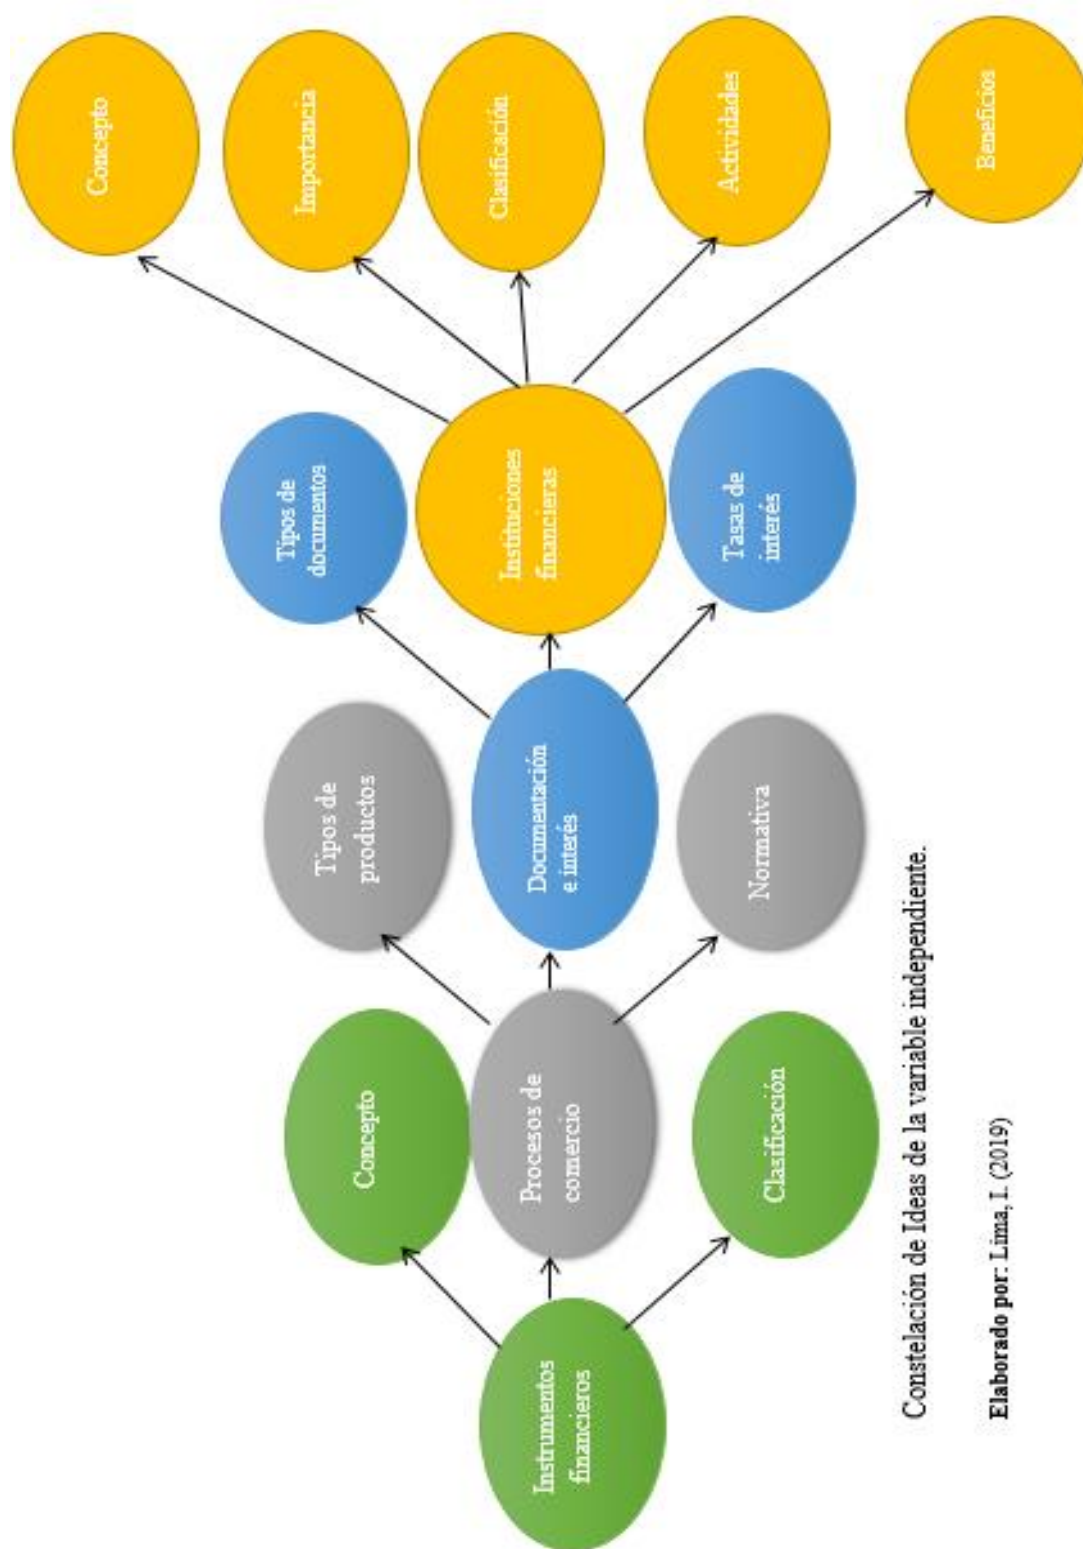 Instrumentos
financieros
Concepto
Clasificación
Procesos de
comercio
Tipos de
productos
Normativa
Documentación
e interés
Tipos de
documentos
Tasas de
interés
Instituciones
financieras
Concepto
Importancia
Clasificación
Actividades
Beneficios
Constelación de Ideas de la variable independiente.
Elaborado por: Lima, I. (2019)